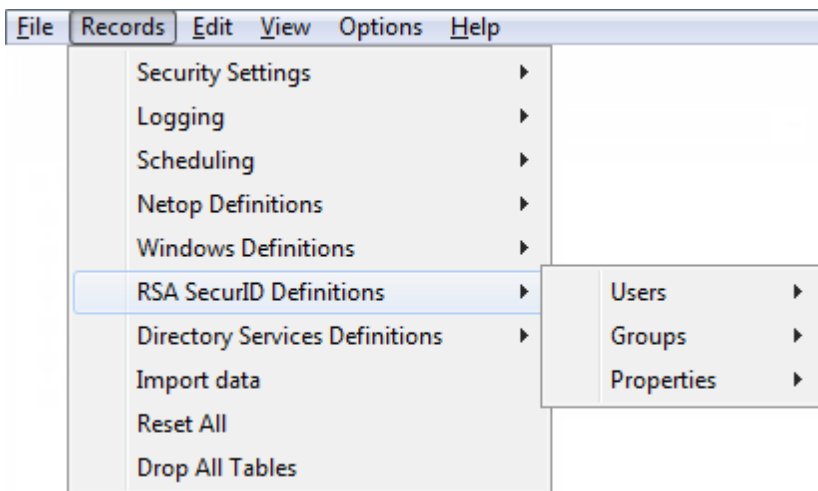 File Records Edit View Options Help
Security Settings
Logging
Scheduling
Netop Definitions
Windows Definitions
RSA SecurID Definitions
Users
Directory Services Definitions
Groups
Import data
Properties
Reset All
Drop All Tables